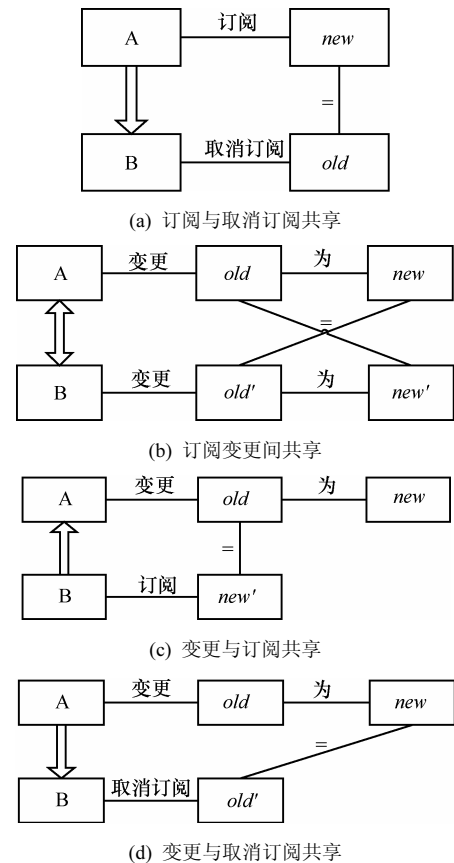 A 订阅 new
=
B 取消订阅 old
(a) 订阅与取消订阅共享
A 变更 old 为 new
=
B 变更 old' 为 new'
(b) 订阅变更间共享
A 变更 old 为 new
=
B 订阅 new'
(c) 变更与订阅共享
A 变更 old 为 new
=
B 取消订阅 old'
(d) 变更与取消订阅共享